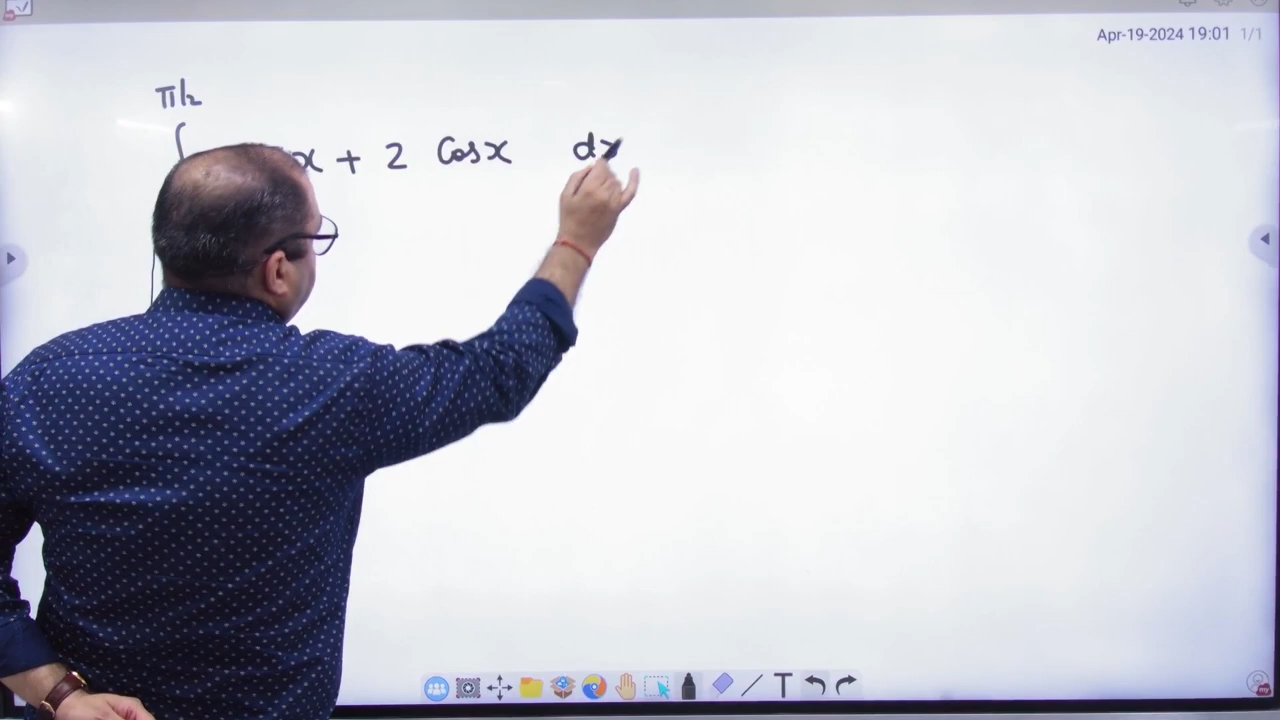 Apr-19-2024 19:01 1/1
π/2
∫ x + 2 Cosx dx
T